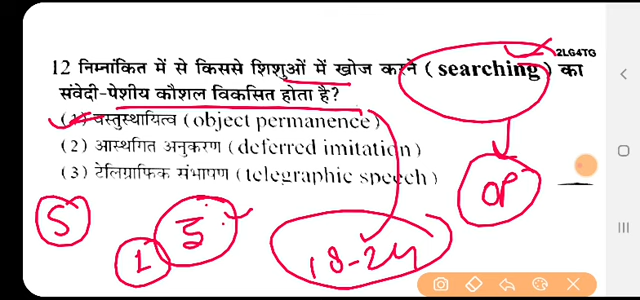 2LG4TG
12 निम्नांकित में से किससे शिशुओं में खोज करने ( searching ) का
संवेदी-पेशीय कौशल विकसित होता है?
(1) वस्तुस्थायित्व (object permanence)
(2) आस्थगित अनुकरण (deferred imitation)
(3) टेलिग्राफिक संभाषण (telegraphic speech)
OP
5
1
18-24